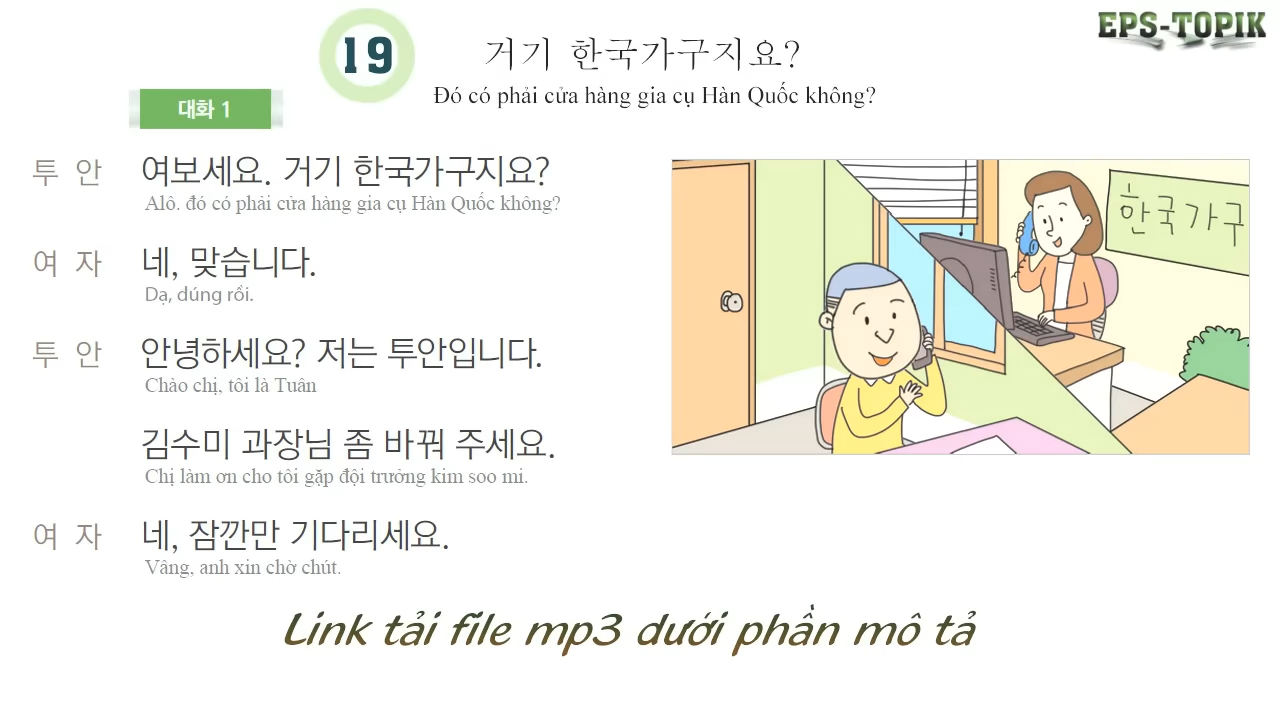 EPS-TOPIK
19
거기 한국가구지요?
Đó có phải cửa hàng gia cụ Hàn Quốc không?
대화 1
투 안 여보세요. 거기 한국가구지요?
Alô. đó có phải cửa hàng gia cụ Hàn Quốc không?
여 자 네, 맞습니다.
Dạ, dúng rồi.
투 안 안녕하세요? 저는 투안입니다.
Chào chị, tôi là Tuân
김수미 과장님 좀 바꿔 주세요.
Chị làm ơn cho tôi gặp đội trưởng kim soo mi.
여 자 네, 잠깐만 기다리세요.
Vâng, anh xin chờ chút.
한국가구
Link tải file mp3 dưới phần mô tả